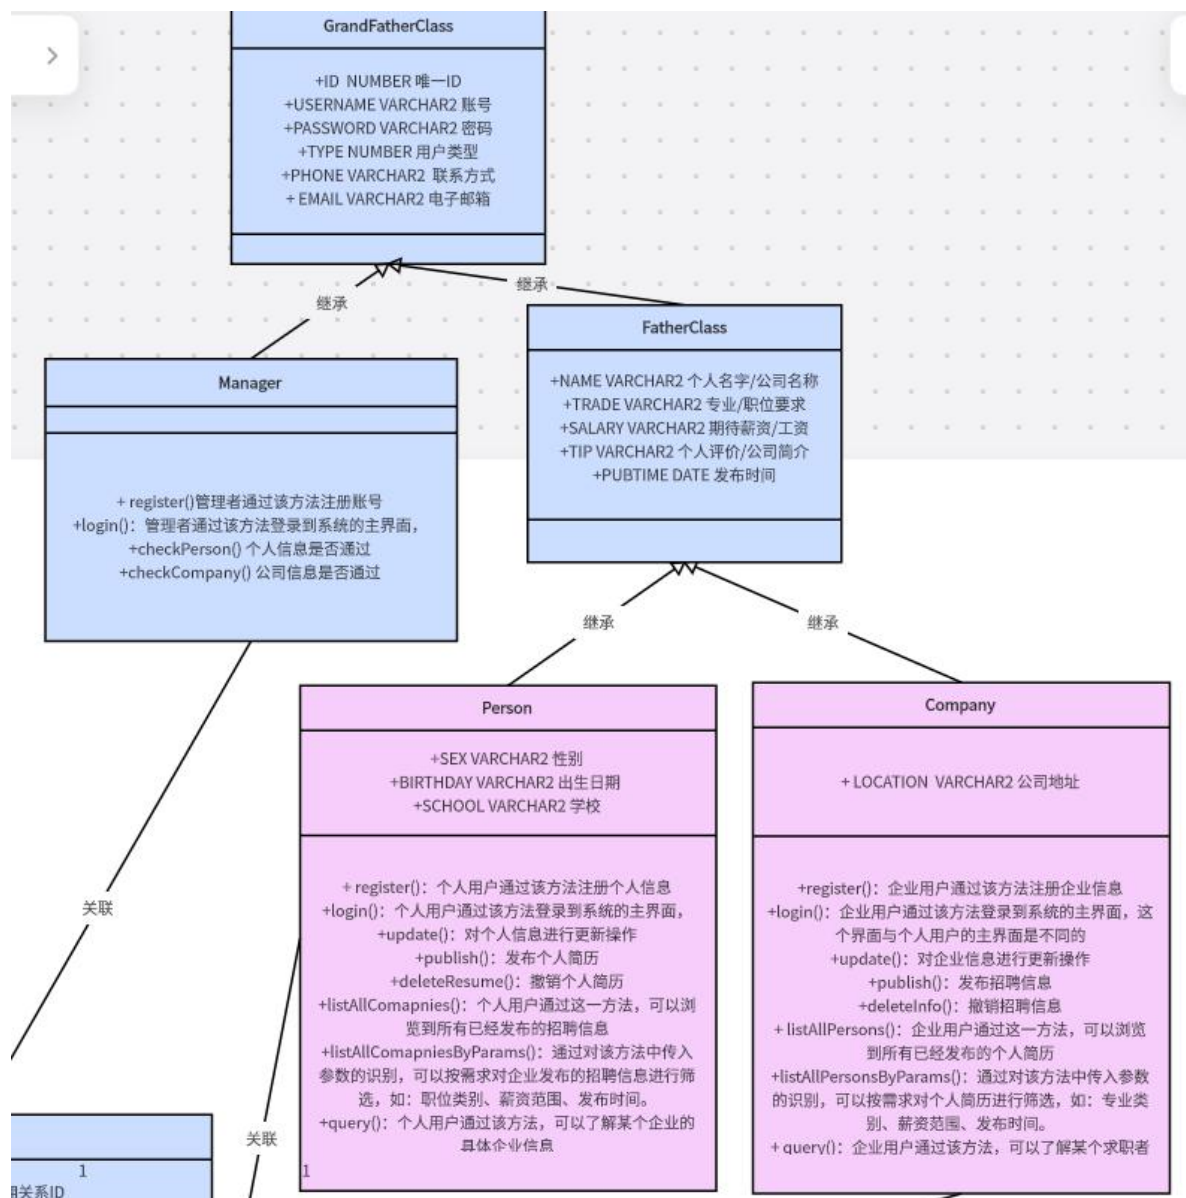 GrandFatherClass
+ID  NUMBER 唯一ID
+USERNAME VARCHAR2 账号
+PASSWORD VARCHAR2 密码
+TYPE NUMBER 用户类型
+PHONE VARCHAR2  联系方式
+ EMAIL VARCHAR2 电子邮箱
继承
继承
FatherClass
+NAME VARCHAR2 个人名字/公司名称
+TRADE VARCHAR2 专业/职位要求
+SALARY VARCHAR2 期待薪资/工资
+TIP VARCHAR2 个人评价/公司简介
+PUBTIME DATE 发布时间
Manager
+ register()管理者通过该方法注册账号
+login()：管理者通过该方法登录到系统的主界面，
+checkPerson() 个人信息是否通过
+checkCompany() 公司信息是否通过
继承
继承
Person
+SEX VARCHAR2 性别
+BIRTHDAY VARCHAR2 出生日期
+SCHOOL VARCHAR2 学校
+ register()：个人用户通过该方法注册个人信息
+login()：个人用户通过该方法登录到系统的主界面，
+update()：对个人信息进行更新操作
+publish()：发布个人简历
+deleteResume()：撤销个人简历
+listAllComapnies()：个人用户通过这一方法，可以浏
览到所有已经发布的招聘信息
+listAllComapniesByParams()：通过对该方法中传入
参数的识别，可以按需求对企业发布的招聘信息进行筛
选，如：职位类别、薪资范围、发布时间。
+query()：个人用户通过该方法，可以了解某个企业的
具体企业信息
1
Company
+ LOCATION  VARCHAR2 公司地址
+register()：企业用户通过该方法注册企业信息
+login()：企业用户通过该方法登录到系统的主界面，这
个界面与个人用户的主界面是不同的
+update()：对企业信息进行更新操作
+publish()：发布招聘信息
+deleteInfo()：撤销招聘信息
+ listAllPersons()：企业用户通过这一方法，可以浏览
到所有已经发布的个人简历
+listAllPersonsByParams()：通过对该方法中传入参数
的识别，可以按需求对个人简历进行筛选，如：专业类
别、薪资范围、发布时间。
+ query()：企业用户通过该方法，可以了解某个求职者
关联
关联
1
关系ID